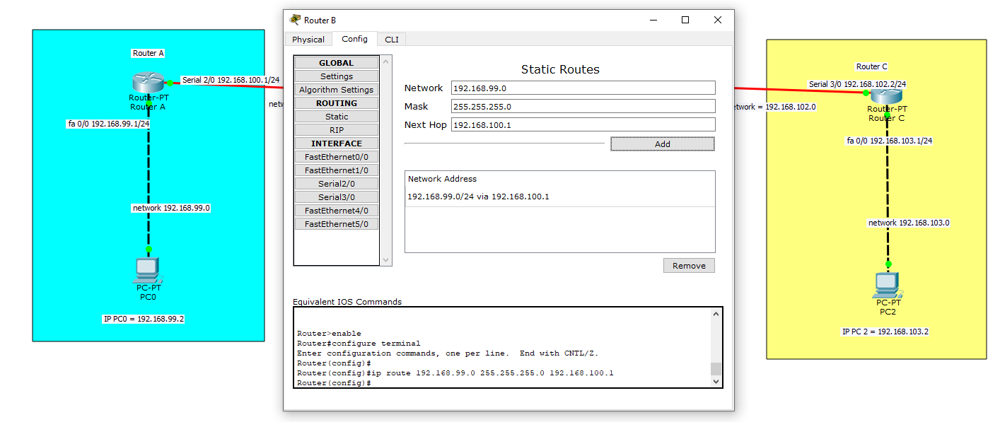 Router A
Serial 2/0 192.168.100.1/24
Router-PT
Router A
fa 0/0 192.168.99.1/24
network 192.168.99.0
PC-PT
PC0
IP PC0 = 192.168.99.2
Router B
Physical
Config
CLI
GLOBAL
Settings
Algorithm Settings
ROUTING
Static
RIP
INTERFACE
FastEthernet0/0
FastEthernet1/0
Serial2/0
Serial3/0
FastEthernet4/0
FastEthernet5/0
Static Routes
Network 192.168.99.0
Mask 255.255.255.0
Next Hop 192.168.100.1
Add
Network Address
192.168.99.0/24 via 192.168.100.1
Remove
Equivalent IOS Commands
Router>enable
Router#configure terminal
Enter configuration commands, one per line.  End with CNTL/Z.
Router(config)#
Router(config)#ip route 192.168.99.0 255.255.255.0 192.168.100.1
Router(config)#
Router C
Serial 3/0 192.168.102.2/24
= 192.168.102.0
Router-PT
Router C
fa 0/0 192.168.103.1/24
network 192.168.103.0
PC-PT
PC2
IP PC 2 = 192.168.103.2